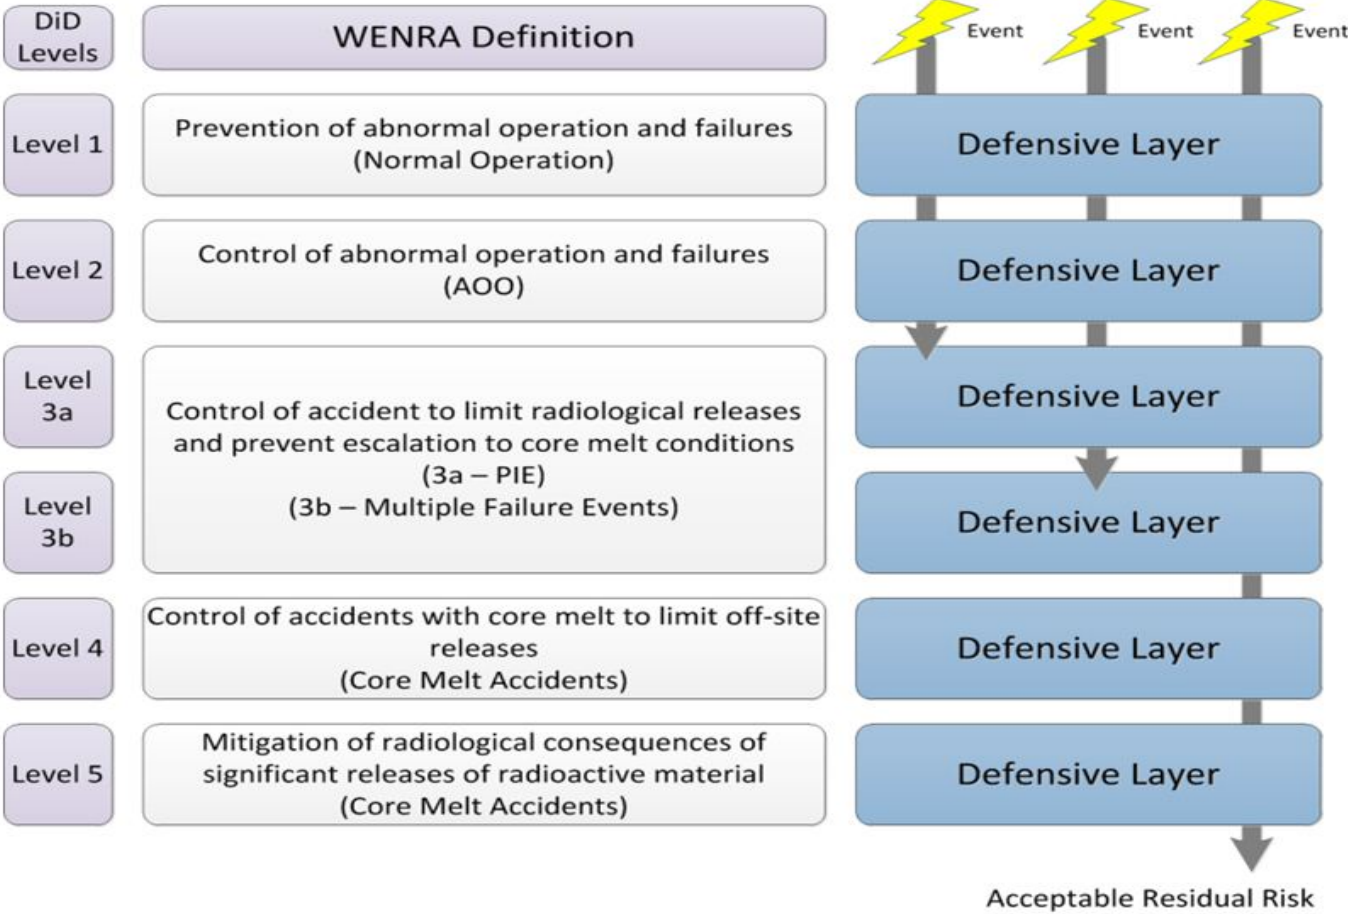 DiD
Levels
WENRA Definition
Event
Event
Event
Level 1
Prevention of abnormal operation and failures
(Normal Operation)
Defensive Layer
Level 2
Control of abnormal operation and failures
(AOO)
Defensive Layer
Level
3a
Control of accident to limit radiological releases
and prevent escalation to core melt conditions
(3a – PIE)
(3b – Multiple Failure Events)
Defensive Layer
Level
3b
Defensive Layer
Level 4
Control of accidents with core melt to limit off-site
releases
(Core Melt Accidents)
Defensive Layer
Level 5
Mitigation of radiological consequences of
significant releases of radioactive material
(Core Melt Accidents)
Defensive Layer
Acceptable Residual Risk